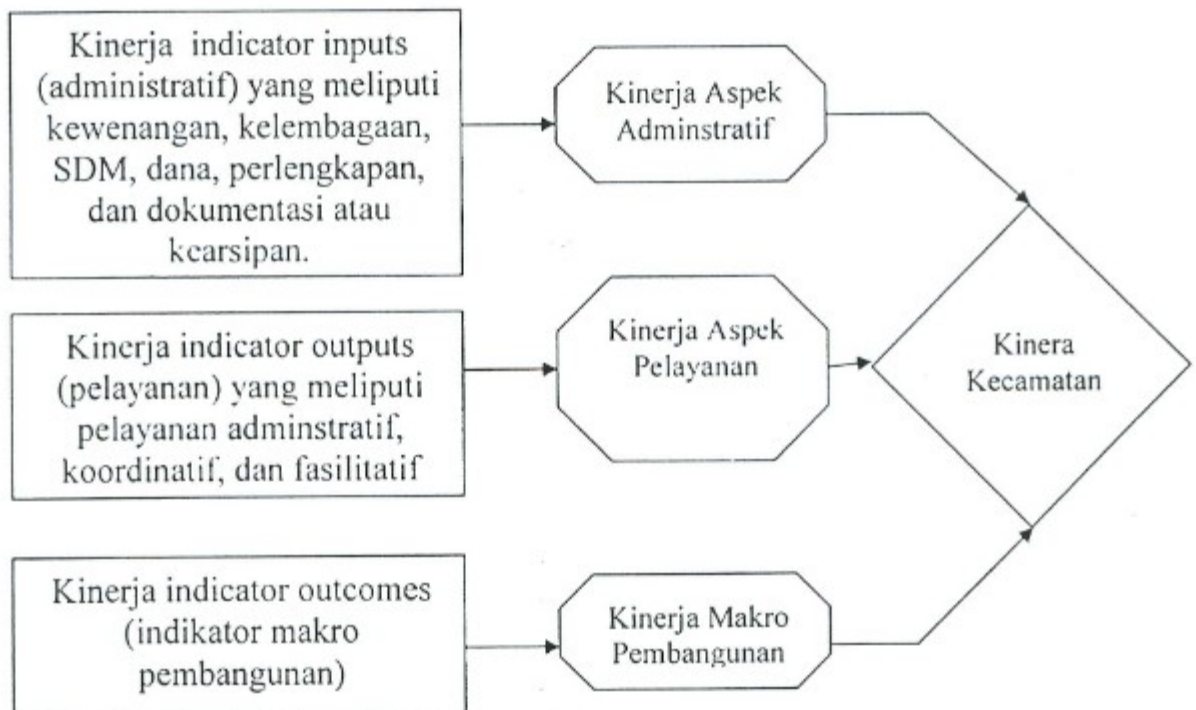 Kinerja indicator inputs
(administratif) yang meliputi
kewenangan, kelembagaan,
SDM, dana, perlengkapan,
dan dokumentasi atau
kearsipan.
Kinerja Aspek
Adminstratif
Kinerja indicator outputs
(pelayanan) yang meliputi
pelayanan adminstratif,
koordinatif, dan fasilitatif
Kinerja Aspek
Pelayanan
Kinera
Kecamatan
Kinerja indicator outcomes
(indikator makro
pembangunan)
Kinerja Makro
Pembangunan